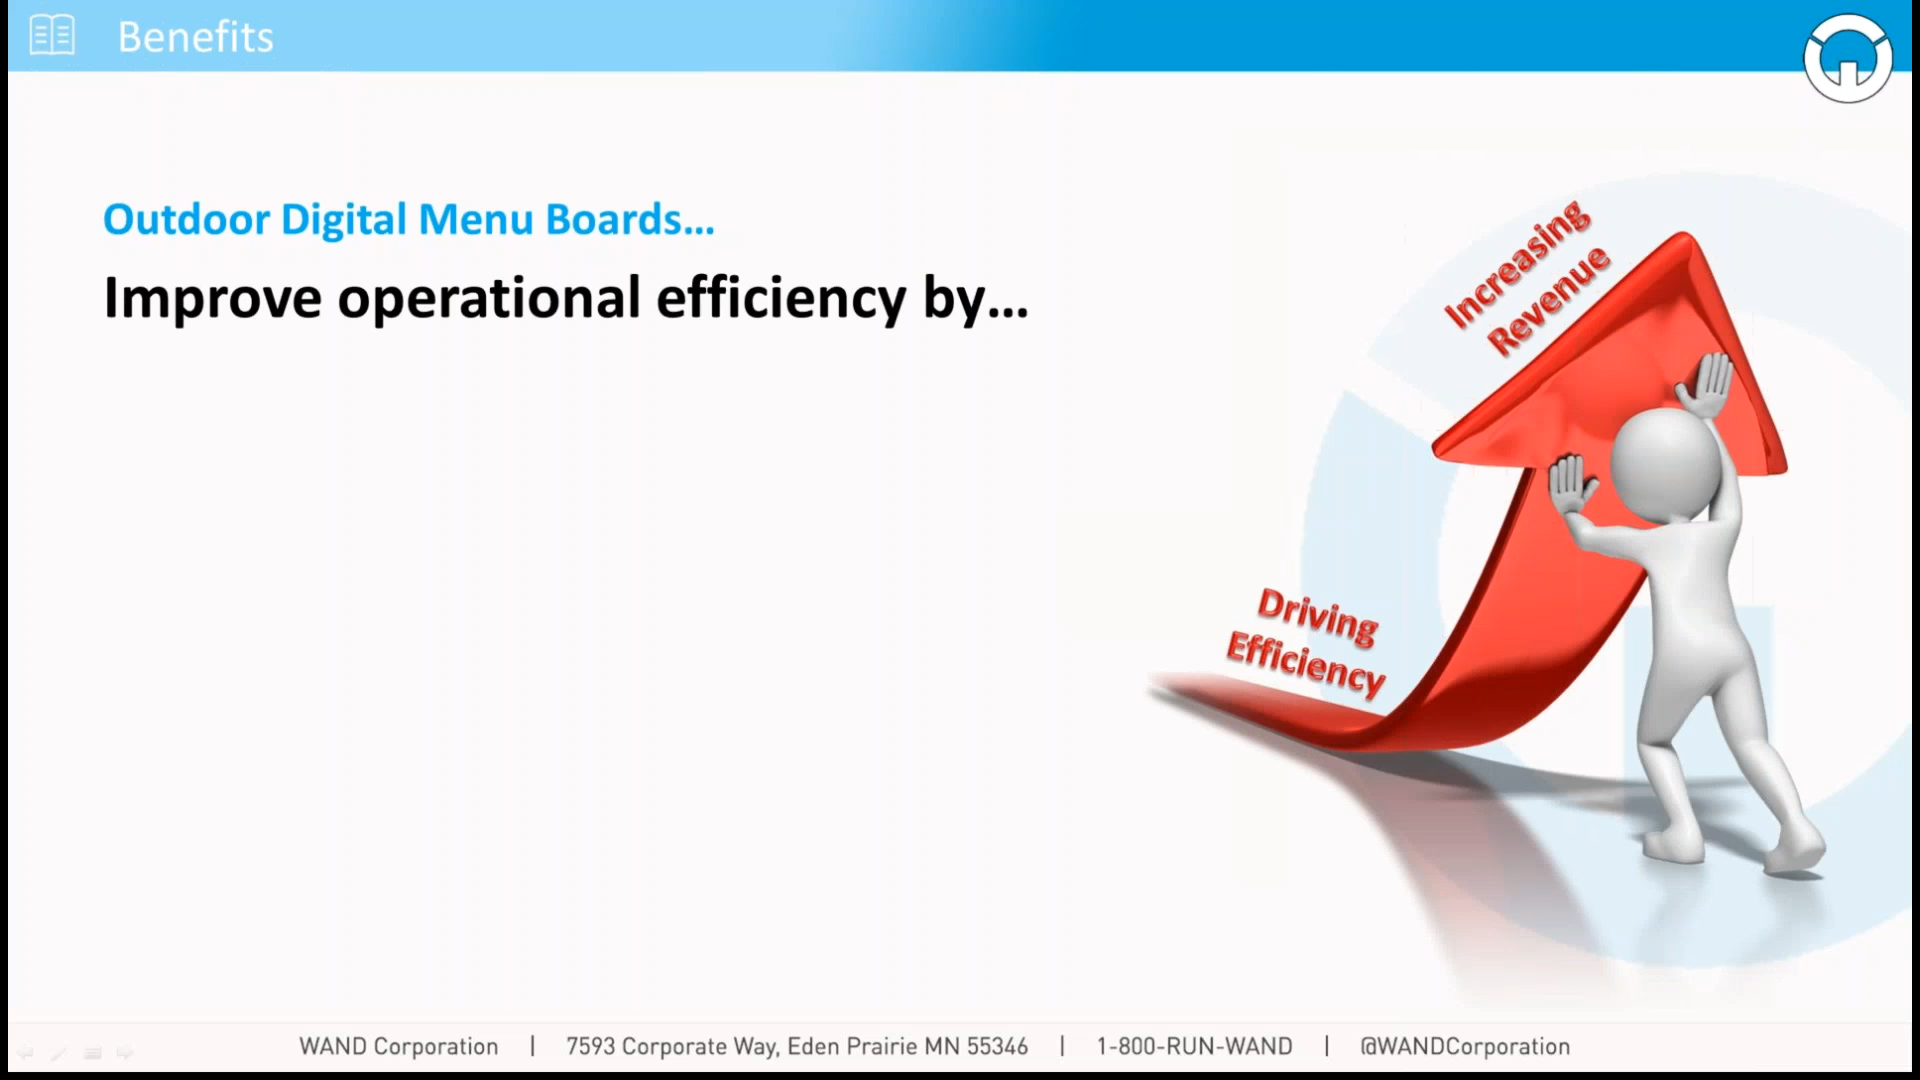 Benefits
Outdoor Digital Menu Boards...
Improve operational efficiency by...
Increasing
Revenue
Driving
Efficiency
WAND Corporation | 7593 Corporate Way, Eden Prairie MN 55346 | 1-800-RUN-WAND | @WANDCorporation